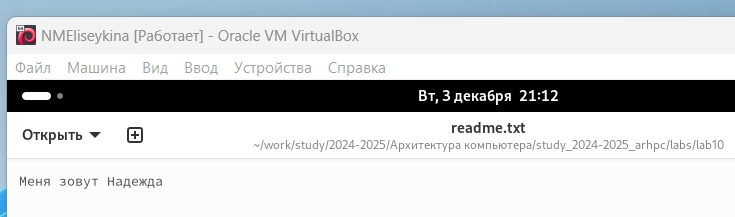 NMEliseykina [Работает] - Oracle VM VirtualBox
Файл Машина Вид Ввод Устройства Справка
Вт, 3 декабря 21:12
Открыть
readme.txt
~/work/study/2024-2025/Архитектура компьютера/study_2024-2025_arhpc/labs/lab10
Меня зовут Надежда